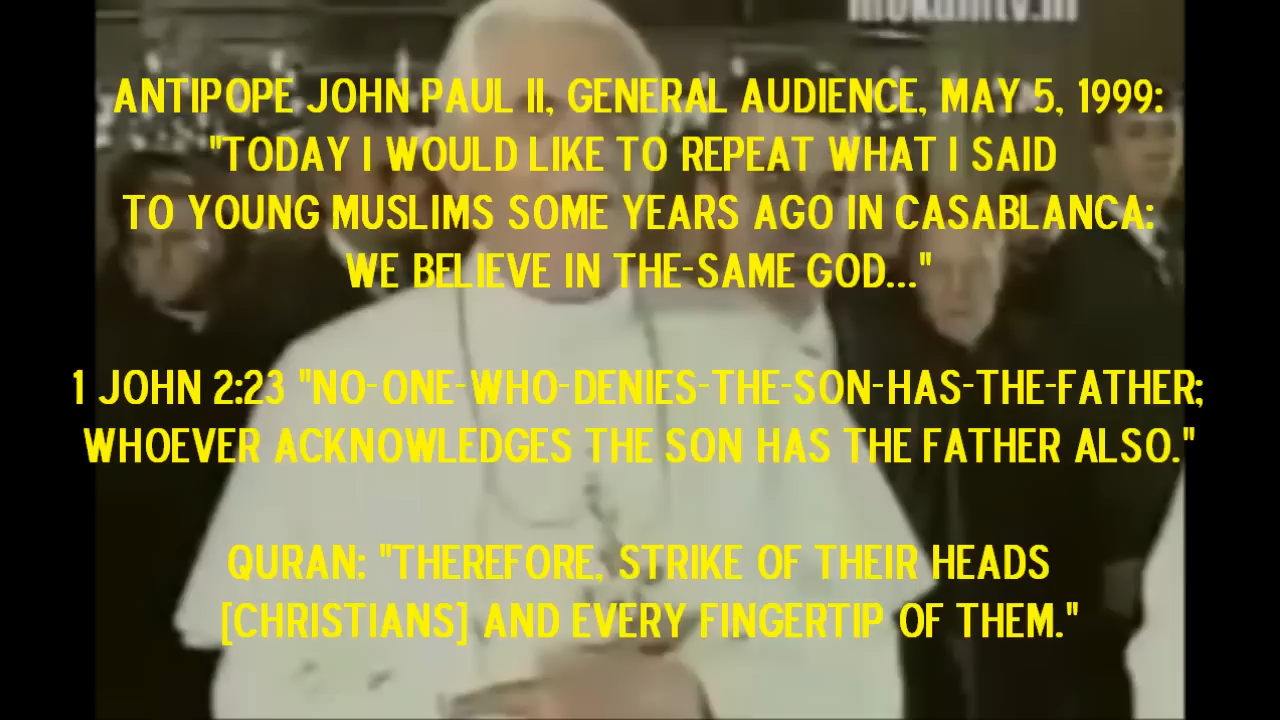 ANTIPOPE JOHN PAUL II, GENERAL AUDIENCE, MAY 5, 1999:
"TODAY I WOULD LIKE TO REPEAT WHAT I SAID
TO YOUNG MUSLIMS SOME YEARS AGO IN CASABLANCA:
WE BELIEVE IN THE-SAME GOD..."
1 JOHN 2:23 "NO-ONE-WHO-DENIES-THE-SON-HAS-THE-FATHER;
WHOEVER ACKNOWLEDGES THE SON HAS THE FATHER ALSO."
QURAN: "THEREFORE, STRIKE OF THEIR HEADS
[CHRISTIANS] AND EVERY FINGERTIP OF THEM."